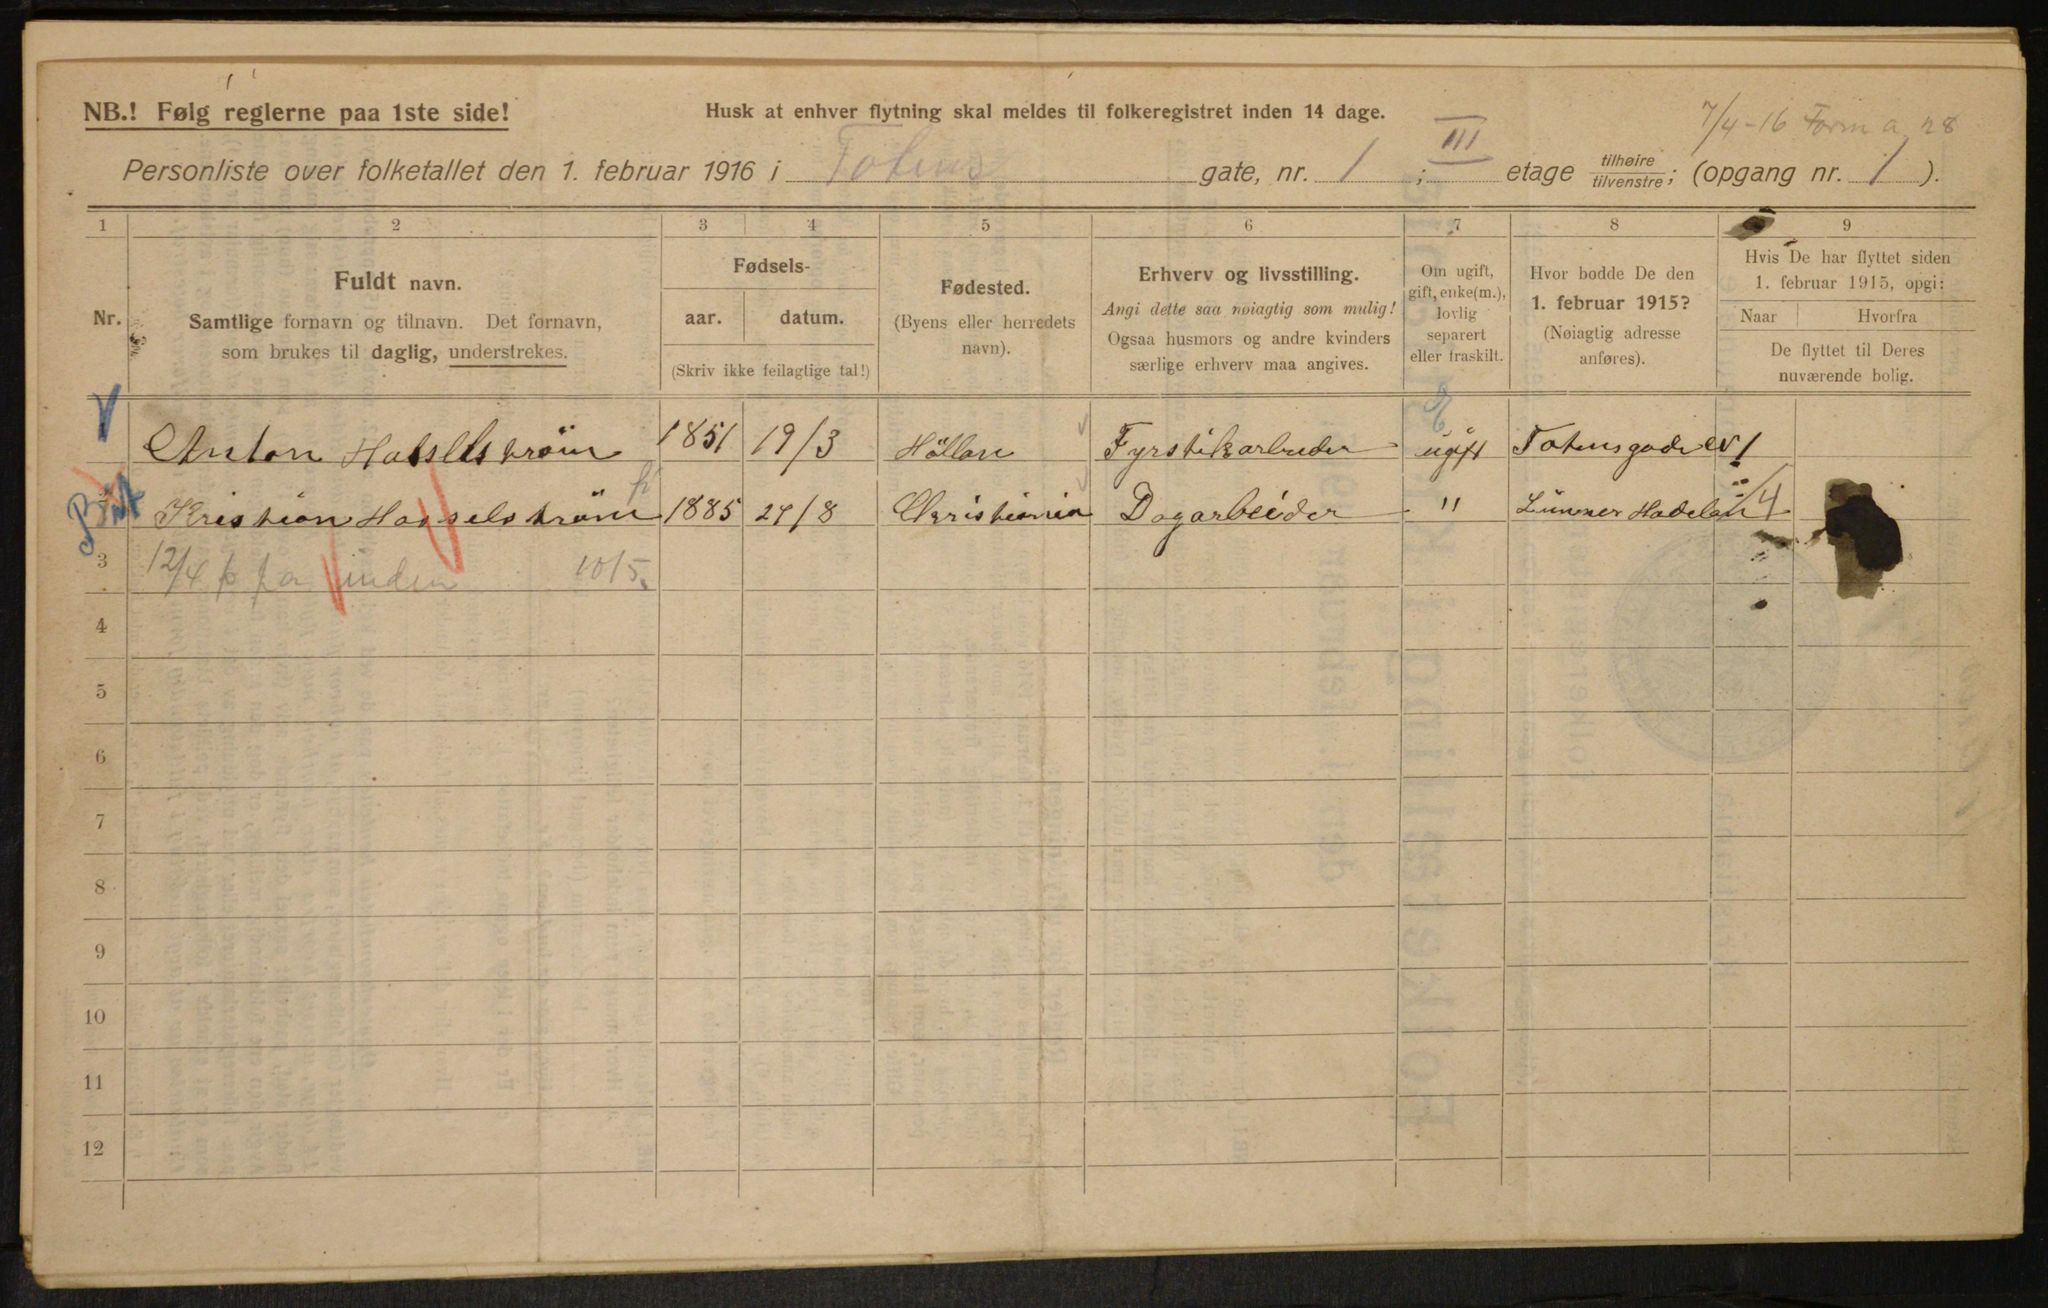 NB.! Følg reglerne paa 1ste side!
Husk at enhver flytning skal meldes til folkeregistret inden 14 dage.
7/4-16 Form a 28
Personliste over folketallet den 1. februar 1916 i Totens gate, nr. 1 ; III etage tilhøire/tilvenstre; (opgang nr. 1 ).
1 2 3 4 5 6 7 8 9
Nr.
Fuldt navn.
Samtlige fornavn og tilnavn. Det fornavn,
som brukes til daglig, understrekes.
Fødsels-
aar. datum.
(Skriv ikke feilagtige tal!)
Fødested.
(Byens eller herredets
navn).
Erhverv og livsstilling.
Angi dette saa nøiagtig som mulig!
Ogsaa husmors og andre kvinders
særlige erhverv maa angives.
Om ugift,
gift, enke(m.),
lovlig
separert
eller fraskilt.
Hvor bodde De den
1. februar 1915?
(Nøiagtig adresse
anføres).
Hvis De har flyttet siden
1. februar 1915, opgi:
Naar Hvorfra
De flyttet til Deres
nuværende bolig.
Anton Hasselström 1851 19/3 Fyrstikarbeider ugift Totensgade 1
Kristian Hasselström 1885 27/8 Christiania Dagarbeider " Lunner Hadeland
3 12/4 inden 10/5.
4
5
6
7
8
9
10
11
12